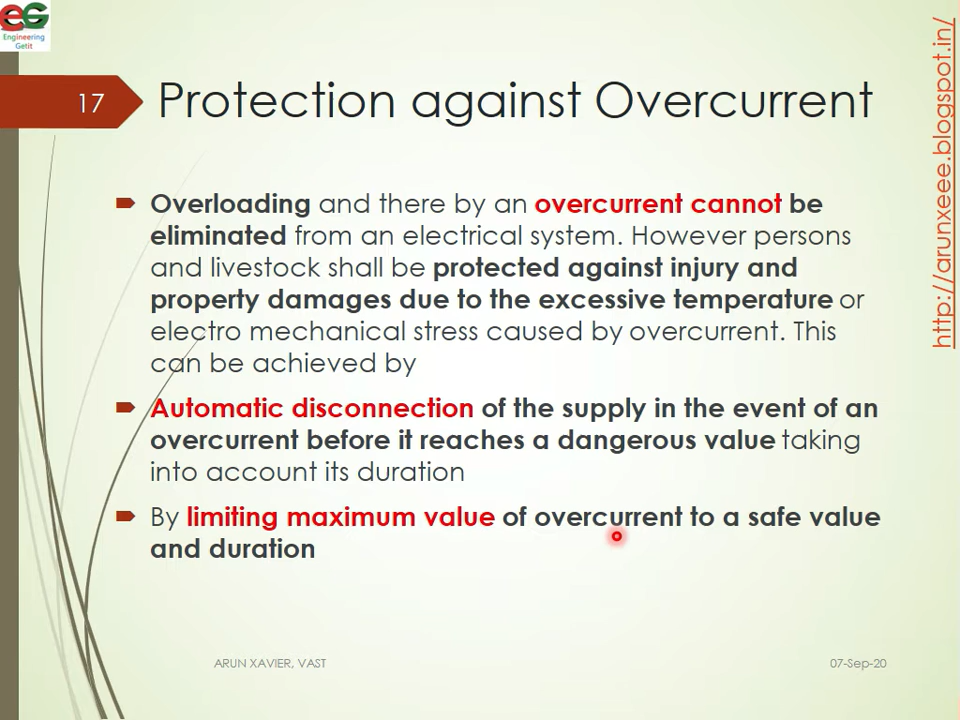 EG
Engineering
Getit
17
Protection against Overcurrent
http://arunxeee.blogspot.in/
Overloading and there by an overcurrent cannot be
eliminated from an electrical system. However persons
and livestock shall be protected against injury and
property damages due to the excessive temperature or
electro mechanical stress caused by overcurrent. This
can be achieved by
Automatic disconnection of the supply in the event of an
overcurrent before it reaches a dangerous value taking
into account its duration
By limiting maximum value of overcurrent to a safe value
and duration
ARUN XAVIER, VAST
07-Sep-20